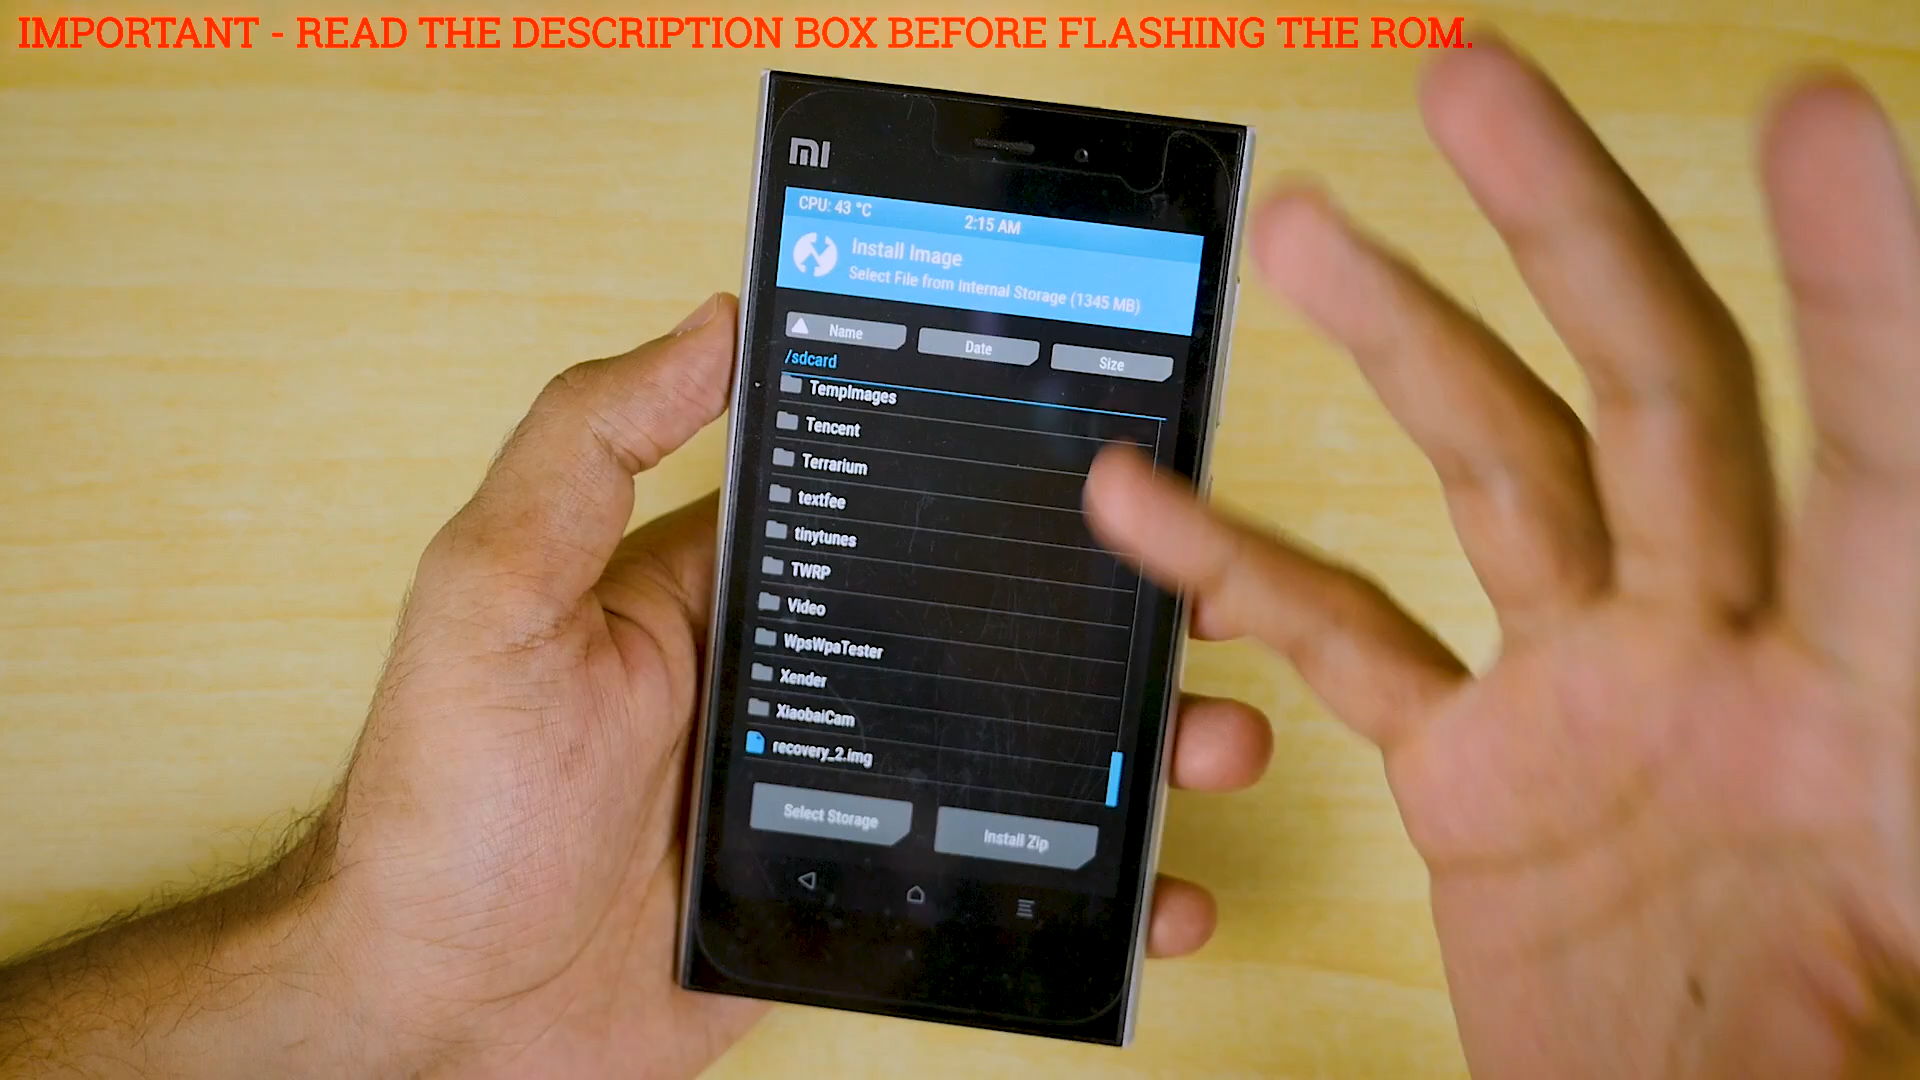 IMPORTANT - READ THE DESCRIPTION BOX BEFORE FLASHING THE ROM.
mi
CPU: 43 °C
2:15 AM
Install Image
Select File from Internal Storage (1345 MB)
Name Date Size
/sdcard
TempImages
Tencent
Terrarium
textfee
tinytunes
TWRP
Video
WpsWpaTester
Xender
XiaobaiCam
recovery_2.img
Select Storage Install Zip